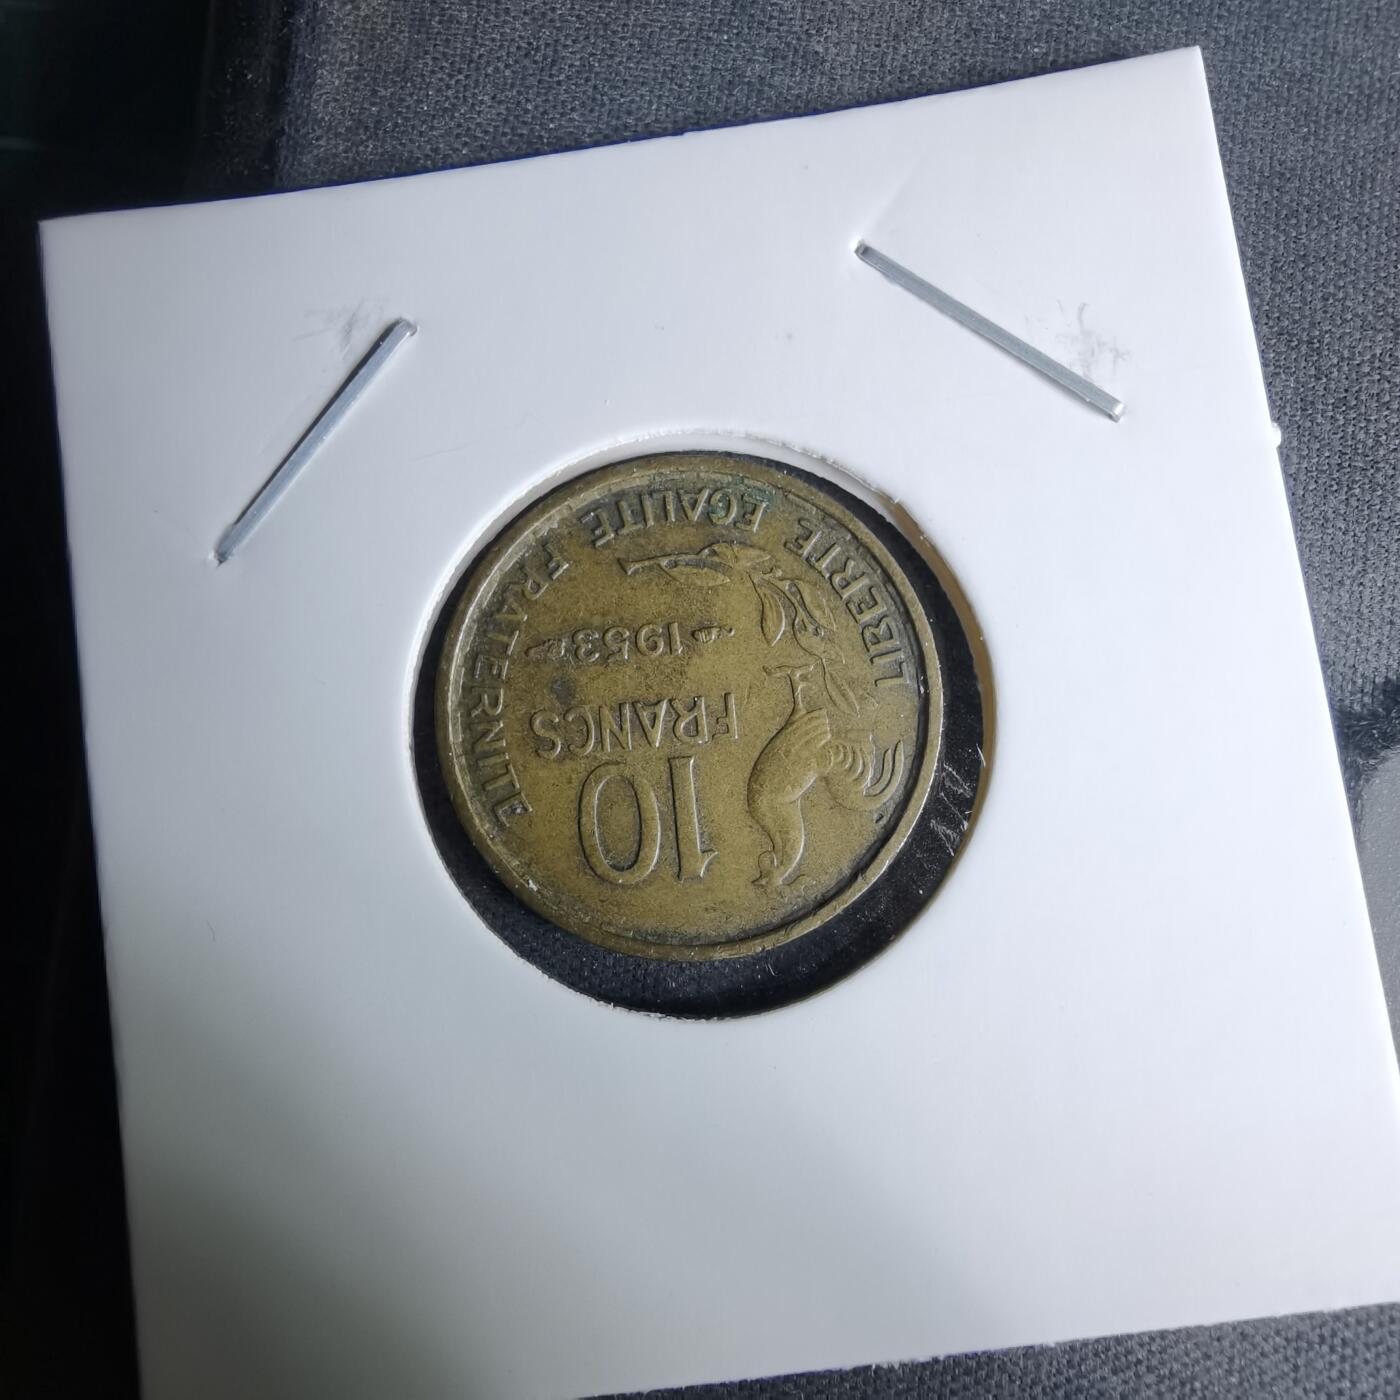 10
FRANCS
1953
LIBERTE EGALITE FRATERNITE